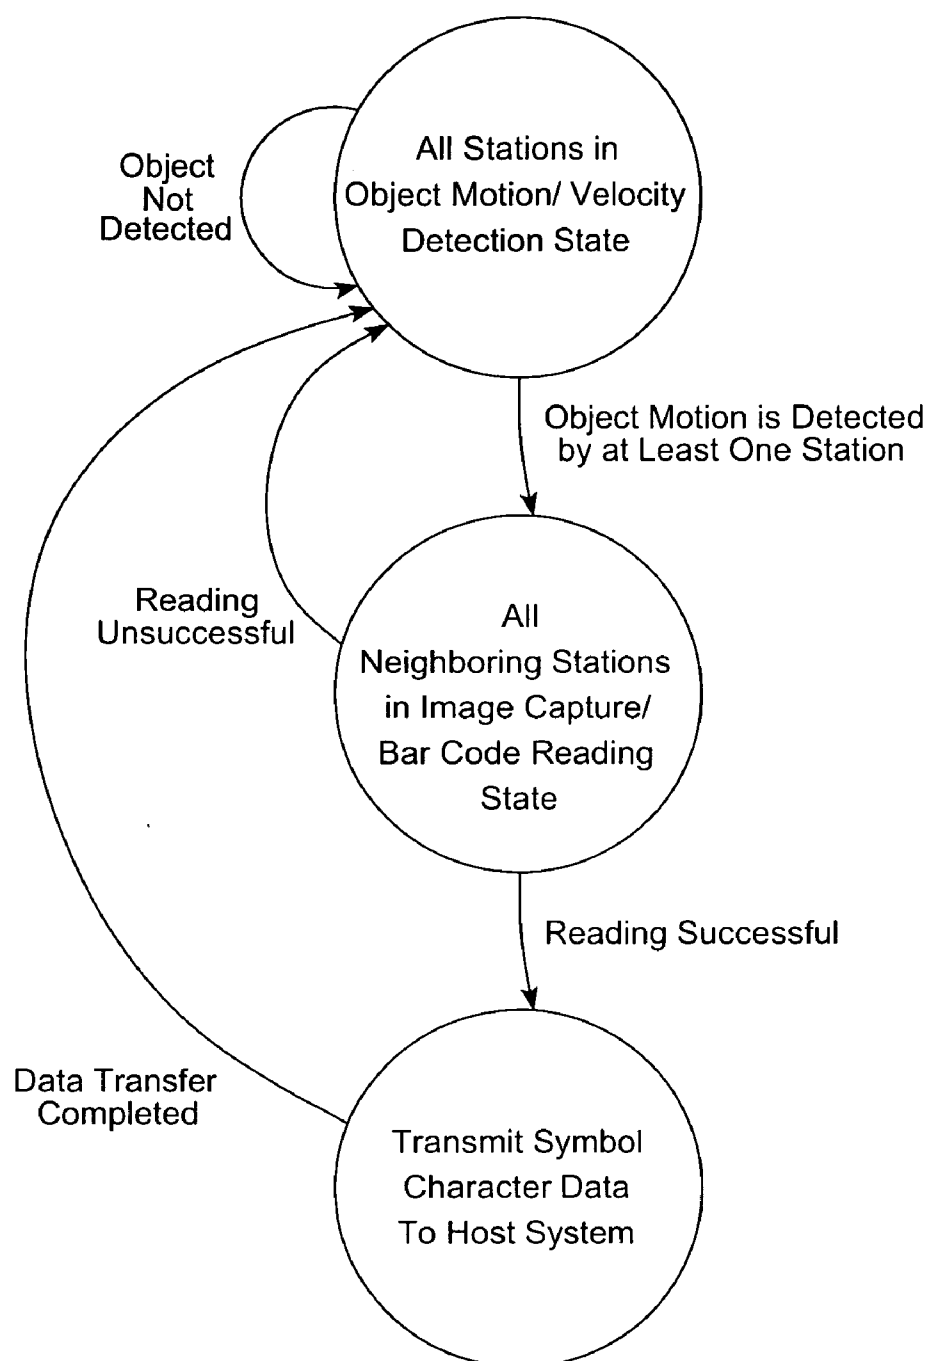 All Stations in
Object Motion/ Velocity
Detection State
Object
Not
Detected
Object Motion is Detected
by at Least One Station
Reading
Unsuccessful
All
Neighboring Stations
in Image Capture/
Bar Code Reading
State
Reading Successful
Data Transfer
Completed
Transmit Symbol
Character Data
To Host System